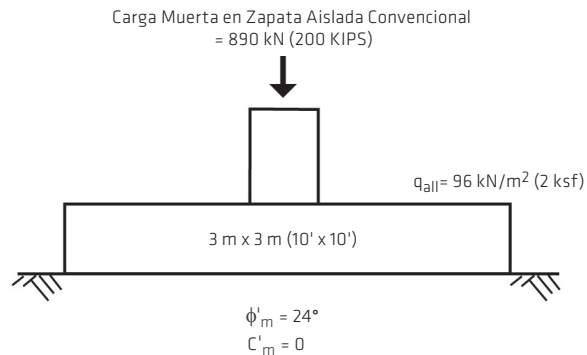 Carga Muerta en Zapata Aislada Convencional
= 890 kN (200 KIPS)
q_all= 96 kN/m² (2 ksf)
3 m x 3 m (10' x 10')
ϕ'm = 24°
C'm = 0